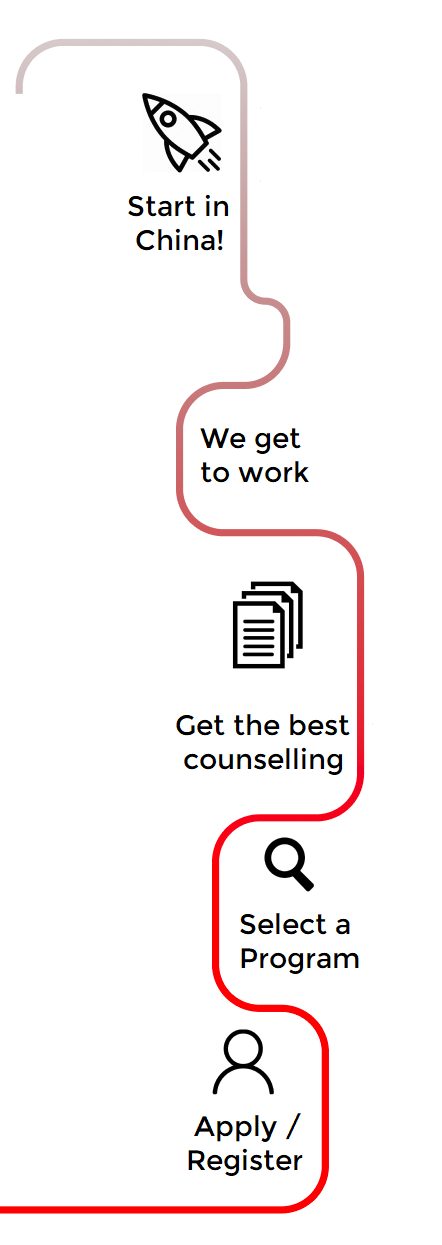 Start in
China!
We get
to work
Get the best
counselling
Select a
Program
Apply /
Register